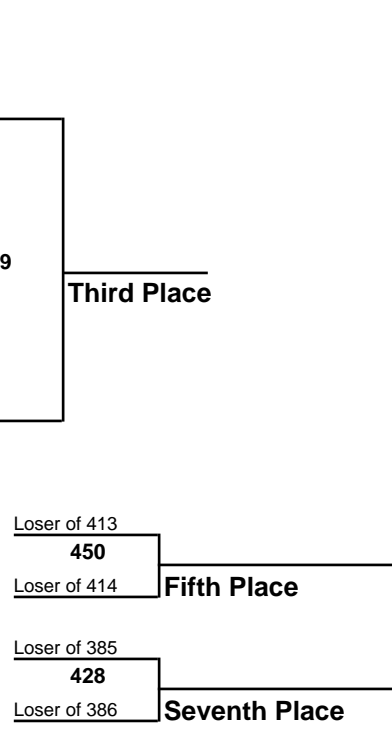 9
Third Place
Loser of 413
450
Loser of 414
Fifth Place
Loser of 385
428
Loser of 386
Seventh Place